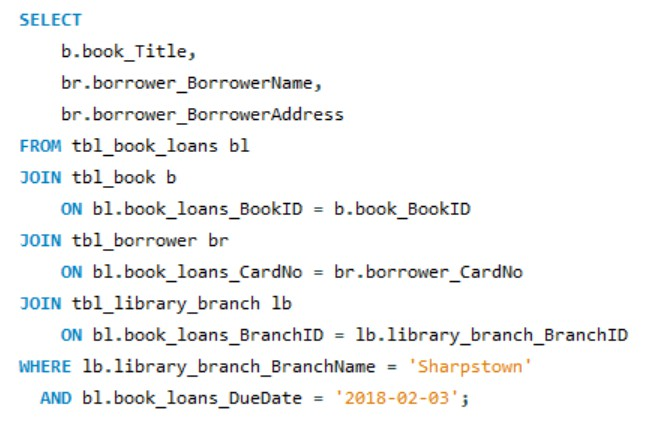 SELECT
    b.book_Title,
    br.borrower_BorrowerName,
    br.borrower_BorrowerAddress
FROM tbl_book_loans bl
JOIN tbl_book b
    ON bl.book_loans_BookID = b.book_BookID
JOIN tbl_borrower br
    ON bl.book_loans_CardNo = br.borrower_CardNo
JOIN tbl_library_branch lb
    ON bl.book_loans_BranchID = lb.library_branch_BranchID
WHERE lb.library_branch_BranchName = 'Sharpstown'
  AND bl.book_loans_DueDate = '2018-02-03';